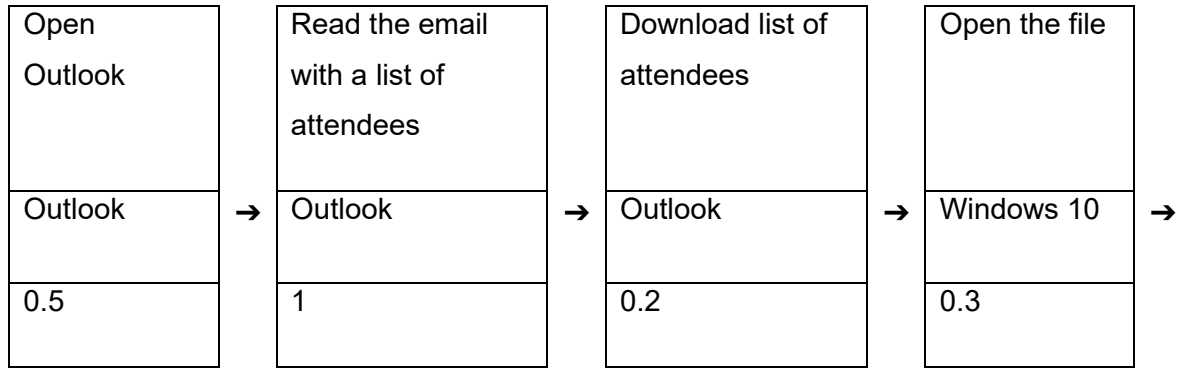 Open
Outlook
Read the email
with a list of
attendees
Download list of
attendees
Open the file
Outlook ➔ Outlook ➔ Outlook ➔ Windows 10 ➔
0.5 1 0.2 0.3